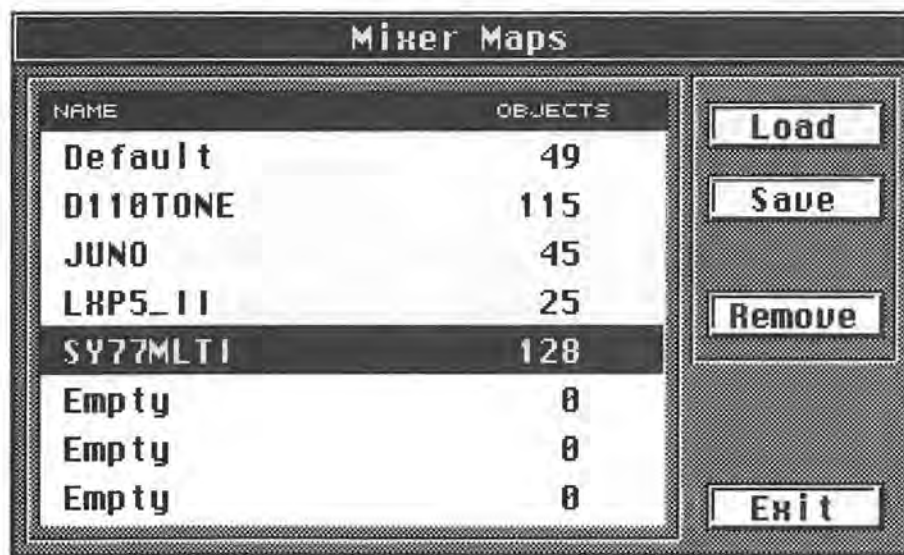 Mixer Maps
NAME OBJECTS
Default 49
D110TONE 115
JUNO 45
LXP5_II 25
SY77MLTI 128
Empty 0
Empty 0
Empty 0
Load
Save
Remove
Exit